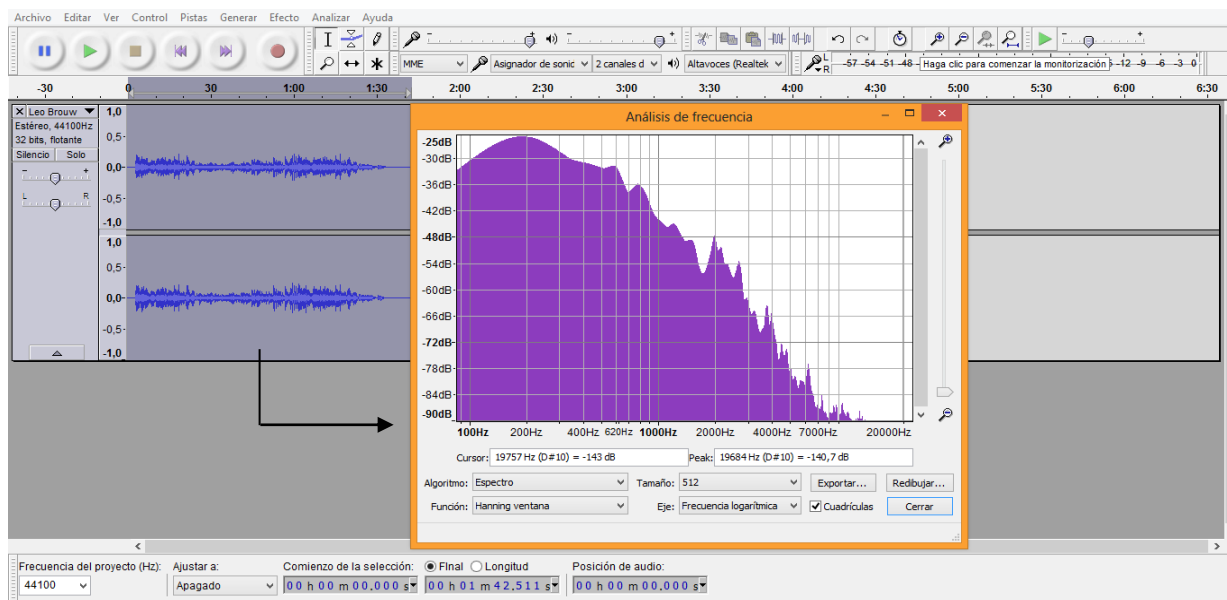 Archivo Editar Ver Control Pistas Generar Efecto Analizar Ayuda
L
R
-57 -54 -51 -48 Haga clic para comenzar la monitorización -12 -9 -6 -3 0
MME Asignador de sonic 2 canales d Altavoces (Realtek
-30 0 30 1:00 1:30 2:00 2:30 3:00 3:30 4:00 4:30 5:00 5:30 6:00 6:30
X Leo Brouw
Estéreo, 44100Hz
32 bits, flotante
Silencio Solo
- +
L R
1,0
0,5
0,0
-0,5
-1,0
1,0
0,5
0,0
-0,5
-1,0
Análisis de frecuencia
-25dB
-30dB
-36dB
-42dB
-48dB
-54dB
-60dB
-66dB
-72dB
-78dB
-84dB
-90dB
100Hz 200Hz 400Hz 620Hz 1000Hz 2000Hz 4000Hz 7000Hz 20000Hz
Cursor: 19757 Hz (D#10) = -143 dB Peak: 19684 Hz (D#10) = -140,7 dB
Algoritmo: Espectro Tamaño: 512 Exportar... Redibujar...
Función: Hanning ventana Eje: Frecuencia logarítmica Cuadrículas Cerrar
Frecuencia del proyecto (Hz): Ajustar a: Comienzo de la selección: Final Longitud Posición de audio:
44100 Apagado 00 h 00 m 00.000 s 00 h 01 m 42.511 s 00 h 00 m 00.000 s